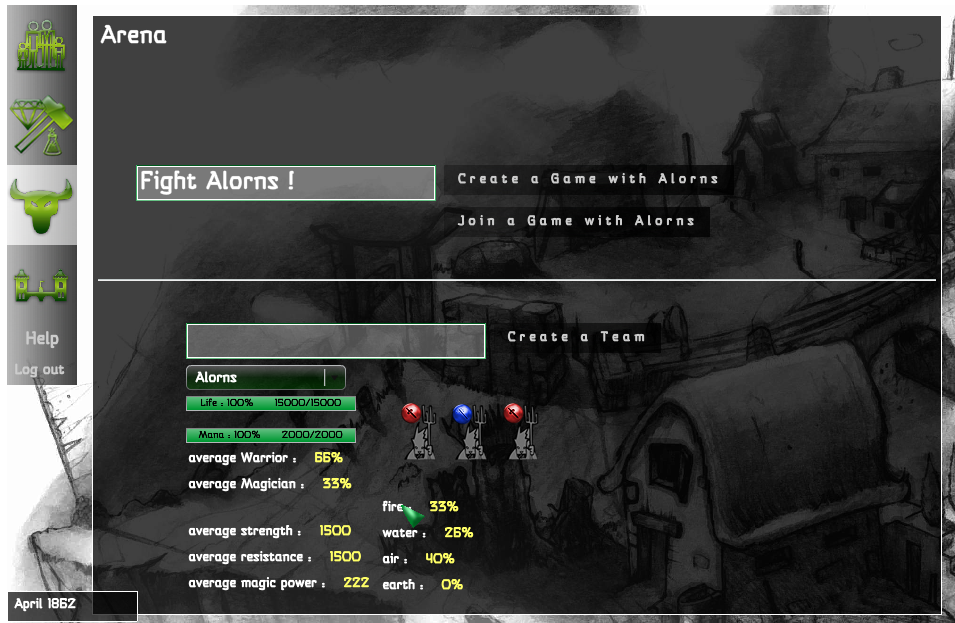 Arena
Fight Alorns !
Create a Game with Alorns
Join a Game with Alorns
Help
Log out
Create a Team
Alorns
Life : 100% 15000/15000
Mana : 100% 2000/2000
average Warrior : 66%
average Magician : 33%
fire : 33%
average strength : 1500
water : 26%
average resistance : 1500
air : 40%
average magic power : 222
earth : 0%
April 1862